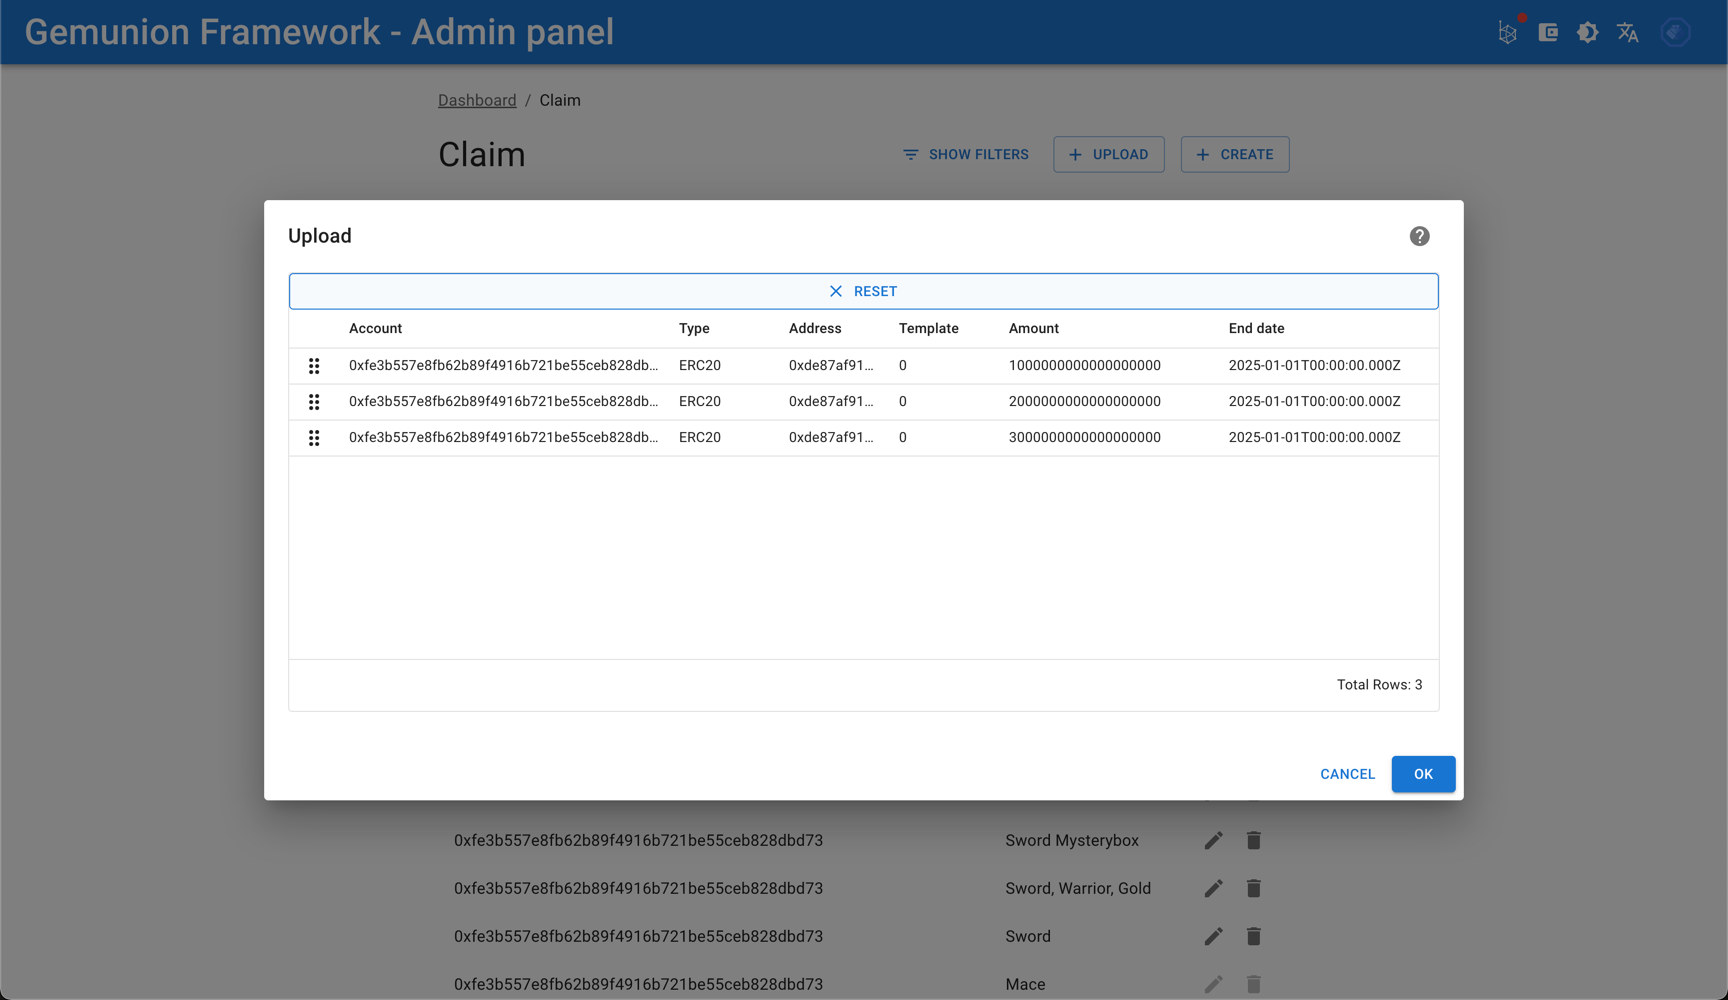 Gemunion Framework - Admin panel
Dashboard / Claim
Claim
SHOW FILTERS
UPLOAD
CREATE
Upload
RESET
Account Type Address Template Amount End date
0xfe3b557e8fb62b89f4916b721be55ceb828db... ERC20 0xde87af91... 0 1000000000000000000 2025-01-01T00:00:00.000Z
0xfe3b557e8fb62b89f4916b721be55ceb828db... ERC20 0xde87af91... 0 2000000000000000000 2025-01-01T00:00:00.000Z
0xfe3b557e8fb62b89f4916b721be55ceb828db... ERC20 0xde87af91... 0 3000000000000000000 2025-01-01T00:00:00.000Z
Total Rows: 3
CANCEL
OK
0xfe3b557e8fb62b89f4916b721be55ceb828dbd73 Sword Mysterybox
0xfe3b557e8fb62b89f4916b721be55ceb828dbd73 Sword, Warrior, Gold
0xfe3b557e8fb62b89f4916b721be55ceb828dbd73 Sword
0xfe3b557e8fb62b89f4916b721be55ceb828dbd73 Mace